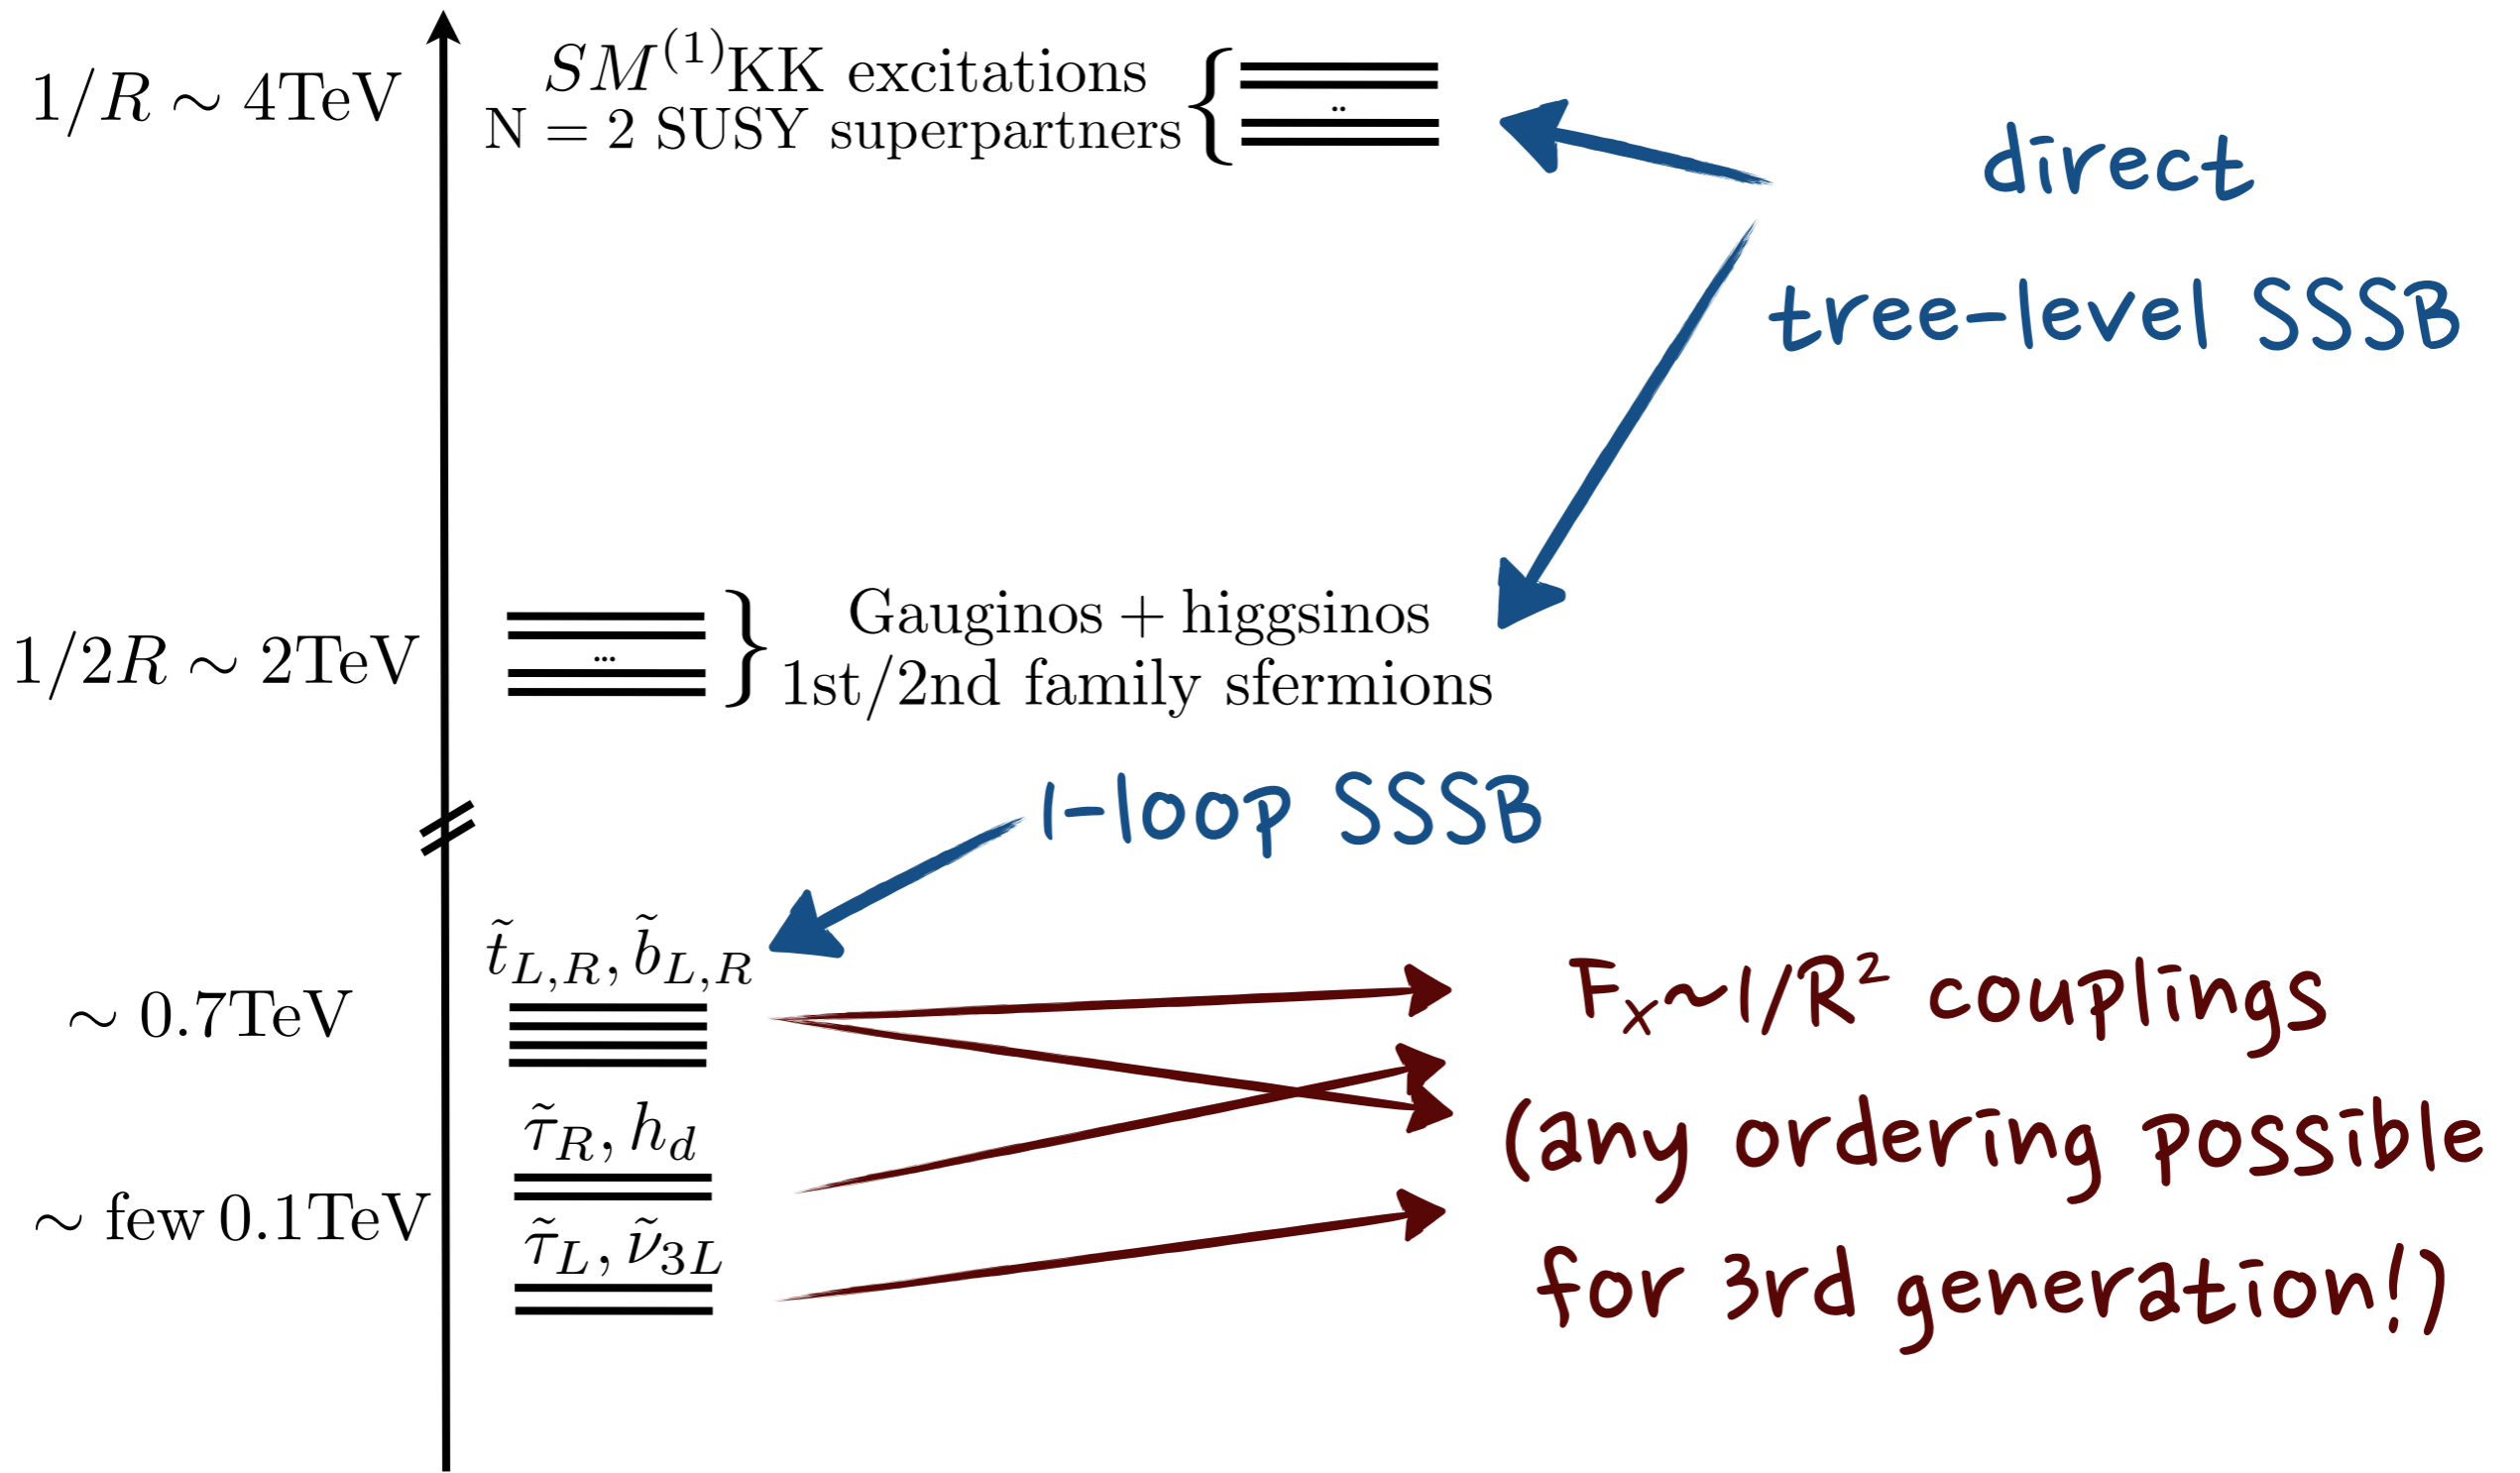 1/R ∼ 4TeV
SM⁽¹⁾KK excitations
N = 2 SUSY superpartners
direct
tree-level SSSB
1/2R ∼ 2TeV
Gauginos + higgsinos
1st/2nd family sfermions
1-loop SSSB
t̃_{L,R}, b̃_{L,R}
∼ 0.7TeV
τ̃_R, h_d
∼ few 0.1TeV
τ̃_L, ν̃_{3L}
F_x~1/R² couplings
(any ordering possible
for 3rd generation!)